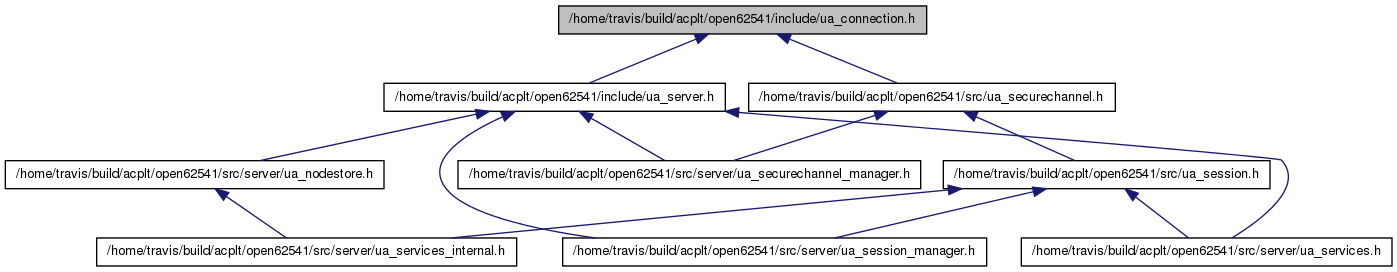 /home/travis/build/acplt/open62541/include/ua_connection.h
/home/travis/build/acplt/open62541/include/ua_server.h
/home/travis/build/acplt/open62541/src/ua_securechannel.h
/home/travis/build/acplt/open62541/src/server/ua_nodestore.h
/home/travis/build/acplt/open62541/src/server/ua_securechannel_manager.h
/home/travis/build/acplt/open62541/src/ua_session.h
/home/travis/build/acplt/open62541/src/server/ua_services_internal.h
/home/travis/build/acplt/open62541/src/server/ua_session_manager.h
/home/travis/build/acplt/open62541/src/server/ua_services.h